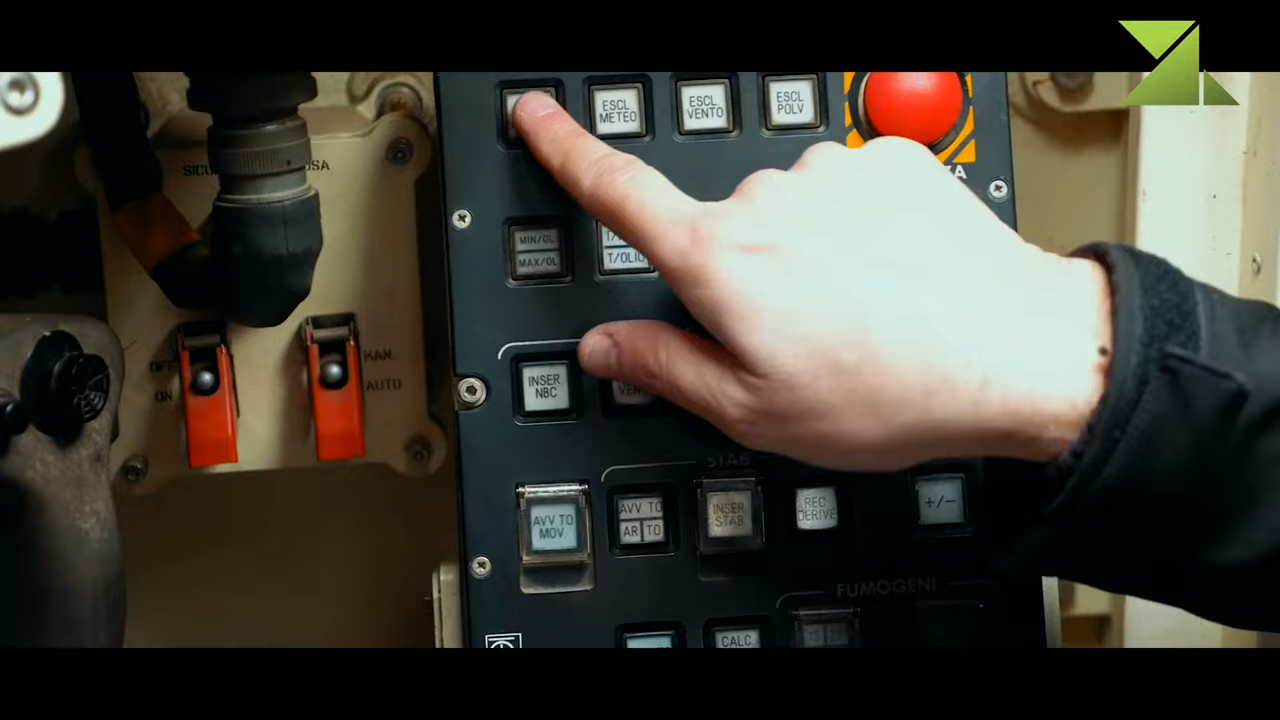 ESCL
METEO
ESCL
VENTO
ESCL
POLV
ZA
MIN/OL
MAX/OL
T/OLIO
OFF
ON
MAN.
AUTO
INSER
NBC
STAB
AVV TO
MOV.
AVV TO
AR TO
INSER
STAB
REC.
DERIVE
+/−
FUMOGENI
CALC